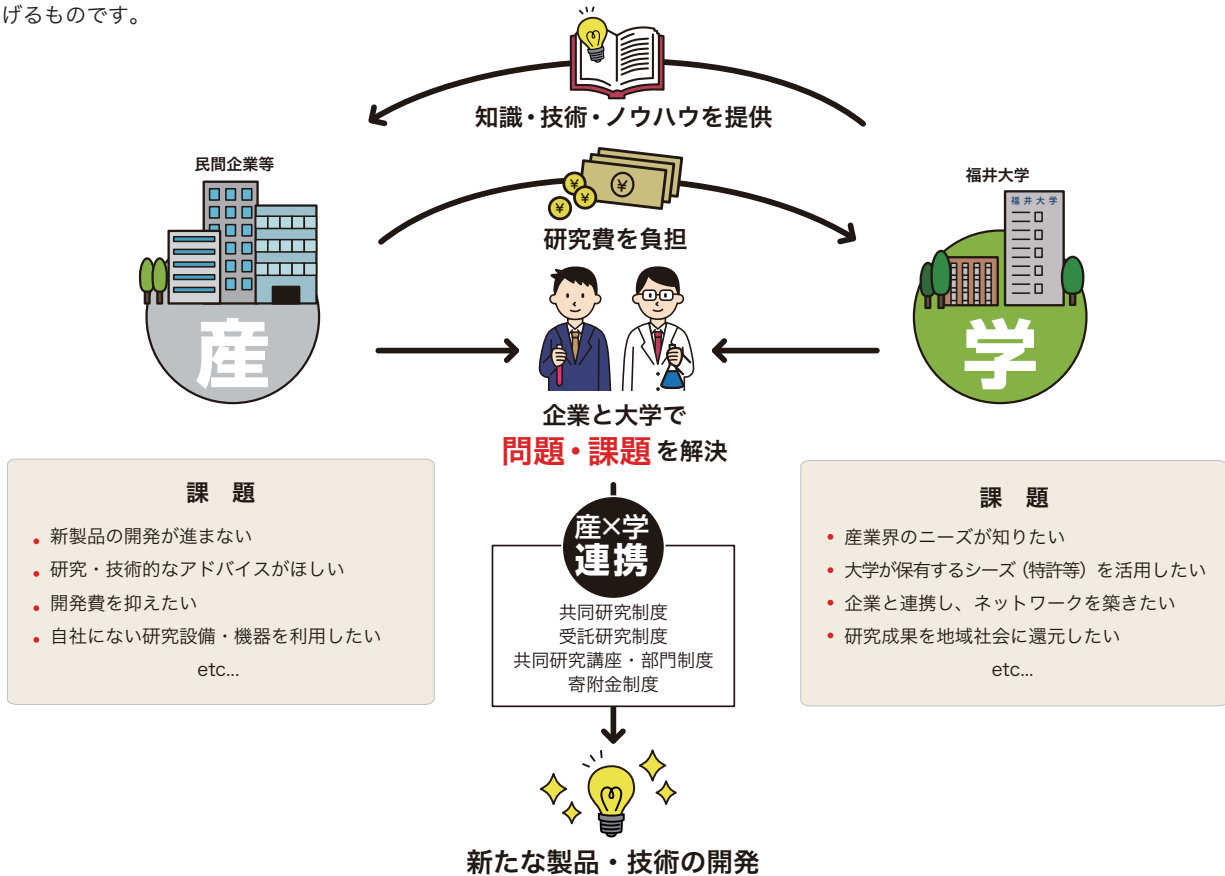 げるものです。
知識・技術・ノウハウを提供
民間企業等
福井大学
福井大学
¥
¥
¥
¥
研究費を負担
産
学
企業と大学で
問題・課題を解決
課 題
• 新製品の開発が進まない
• 研究・技術的なアドバイスがほしい
• 開発費を抑えたい
• 自社にない研究設備・機器を利用したい
etc...
産×学
連携
共同研究制度
受託研究制度
共同研究講座・部門制度
寄附金制度
課 題
• 産業界のニーズが知りたい
• 大学が保有するシーズ（特許等）を活用したい
• 企業と連携し、ネットワークを築きたい
• 研究成果を地域社会に還元したい
etc...
新たな製品・技術の開発